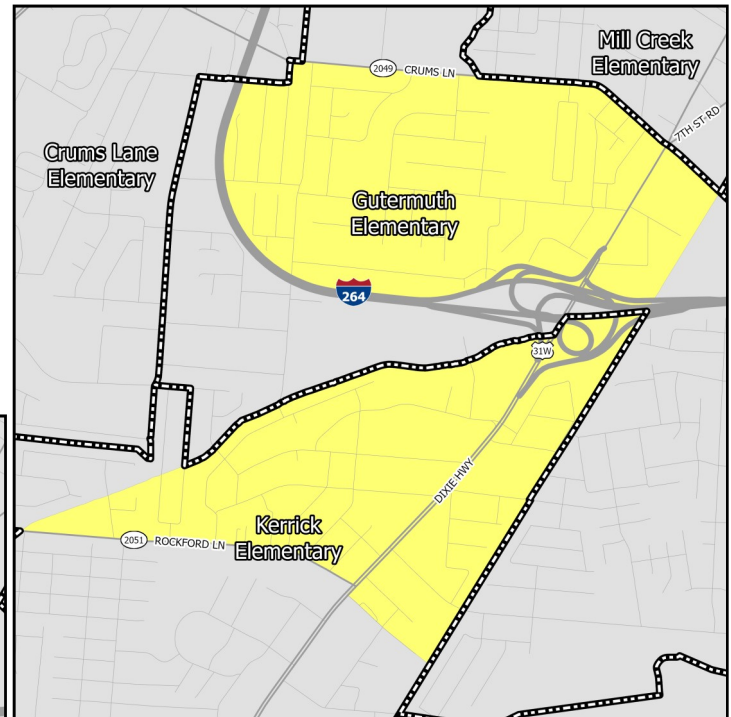 Mill Creek
Elementary
2049 CRUMS LN
7TH ST RD
Crums Lane
Elementary
Gutermuth
Elementary
264
31W
DIXIE HWY
Kerrick
Elementary
2051 ROCKFORD LN